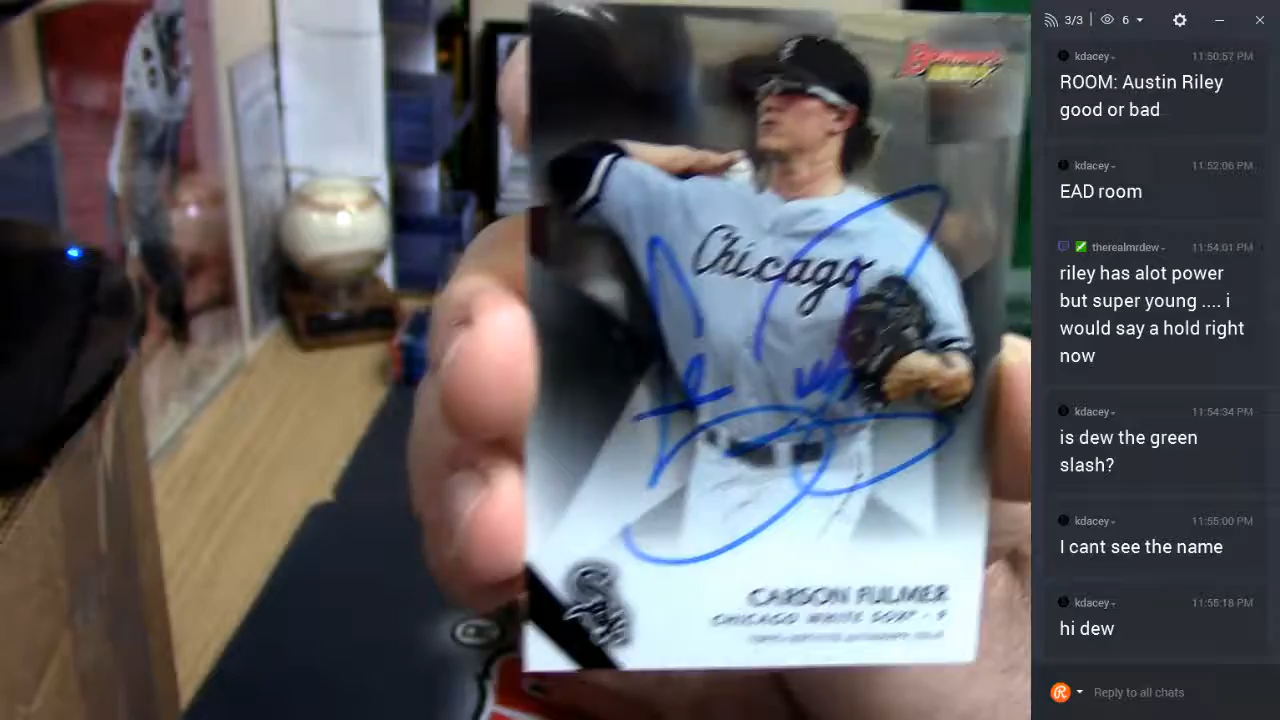 Bowman's
Chicago
CARSON FULMER
CHICAGO WHITE SOX® - P
3/3
6
kdacey
11:50:57 PM
ROOM: Austin Riley
good or bad
kdacey
11:52:06 PM
EAD room
therealmrdew
11:54:01 PM
riley has alot power
but super young .... i
would say a hold right
now
kdacey
11:54:34 PM
is dew the green
slash?
kdacey
11:55:00 PM
I cant see the name
kdacey
11:55:18 PM
hi dew
Reply to all chats